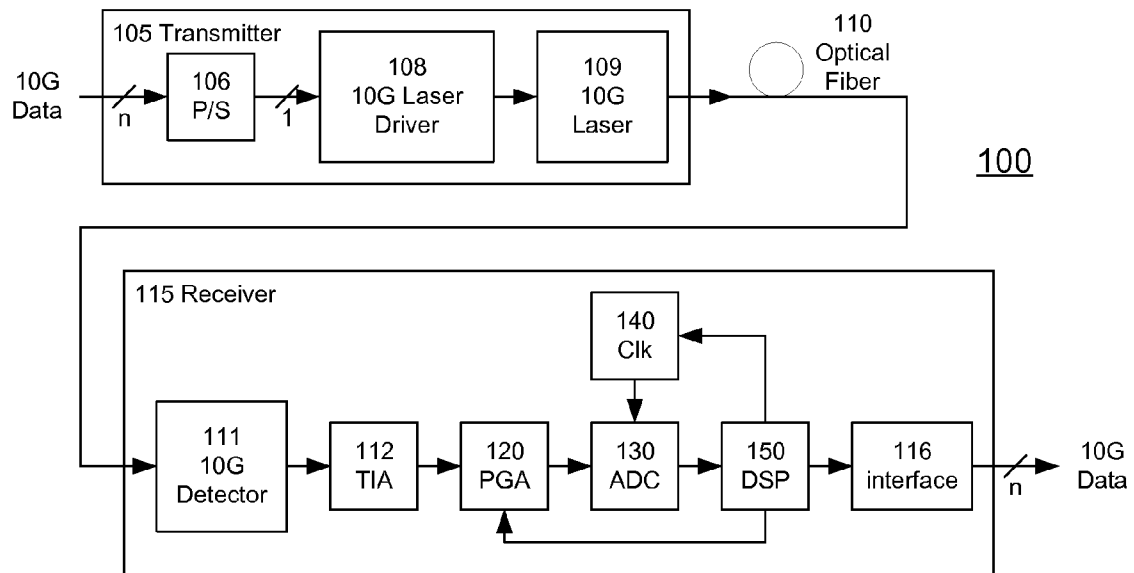 105 Transmitter
10G
Data
n
106
P/S
1
108
10G Laser
Driver
109
10G
Laser
110
Optical
Fiber
100
115 Receiver
140
Clk
111
10G
Detector
112
TIA
120
PGA
130
ADC
150
DSP
116
interface
n
10G
Data